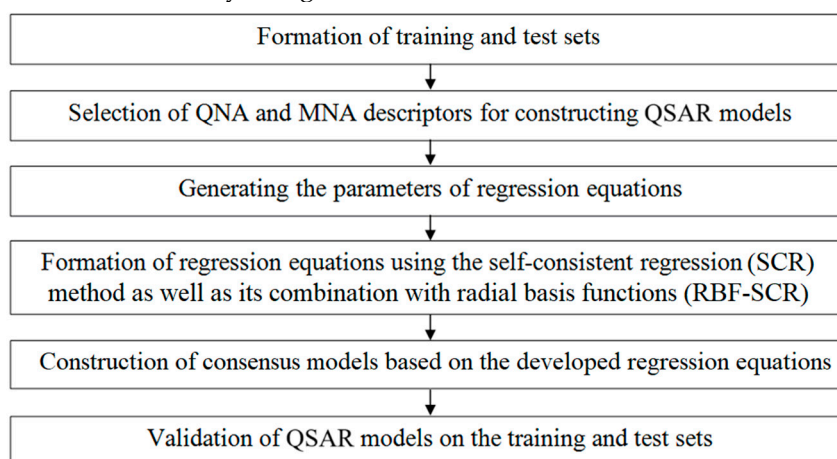 Formation of training and test sets
Selection of QNA and MNA descriptors for constructing QSAR models
Generating the parameters of regression equations
Formation of regression equations using the self-consistent regression (SCR)
method as well as its combination with radial basis functions (RBF-SCR)
Construction of consensus models based on the developed regression equations
Validation of QSAR models on the training and test sets